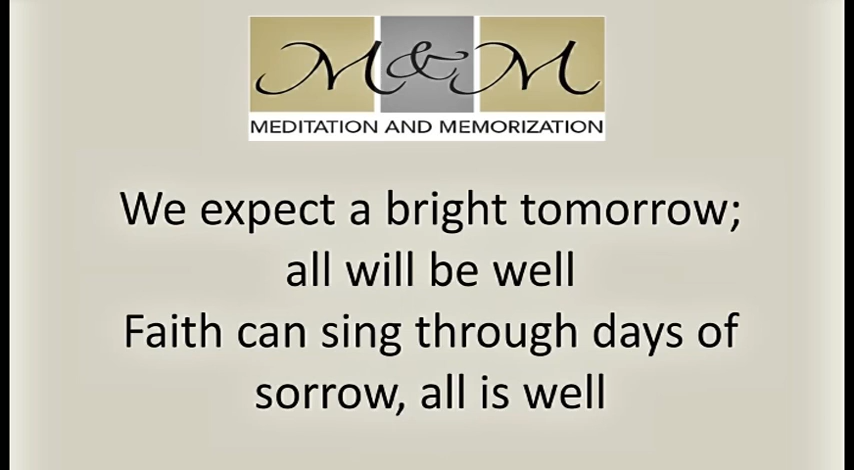 M&M
MEDITATION AND MEMORIZATION
We expect a bright tomorrow;
all will be well
Faith can sing through days of
sorrow, all is well